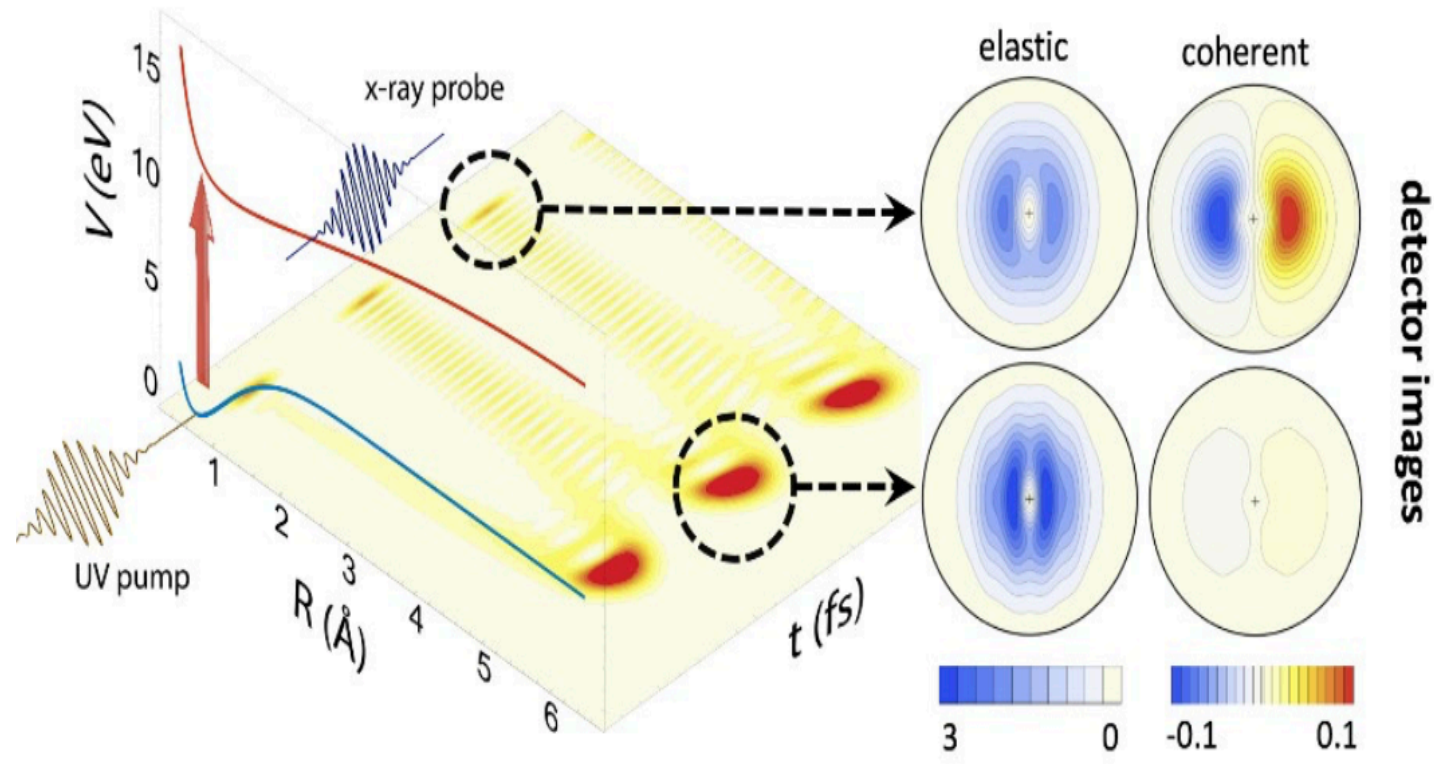 15
10
5
0
V (eV)
x-ray probe
UV pump
1
2
3
4
5
6
R (Å)
t (fs)
elastic
coherent
detector images
3
0
-0.1
0.1